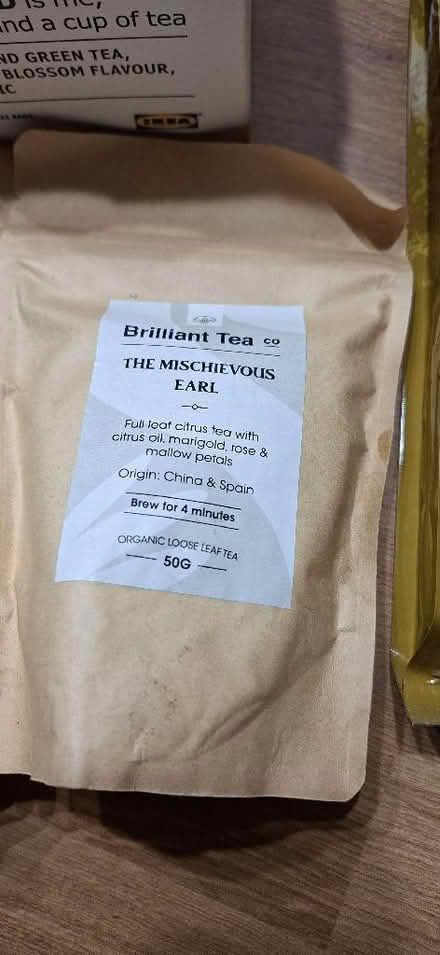 is me,
and a cup of tea
GREEN TEA,
BLOSSOM FLAVOUR,
IKEA
Brilliant Tea co
THE MISCHIEVOUS
EARL
Full leaf citrus tea with
citrus oil, marigold, rose &
mallow petals
Origin: China & Spain
Brew for 4 minutes
ORGANIC LOOSE LEAF TEA
50G